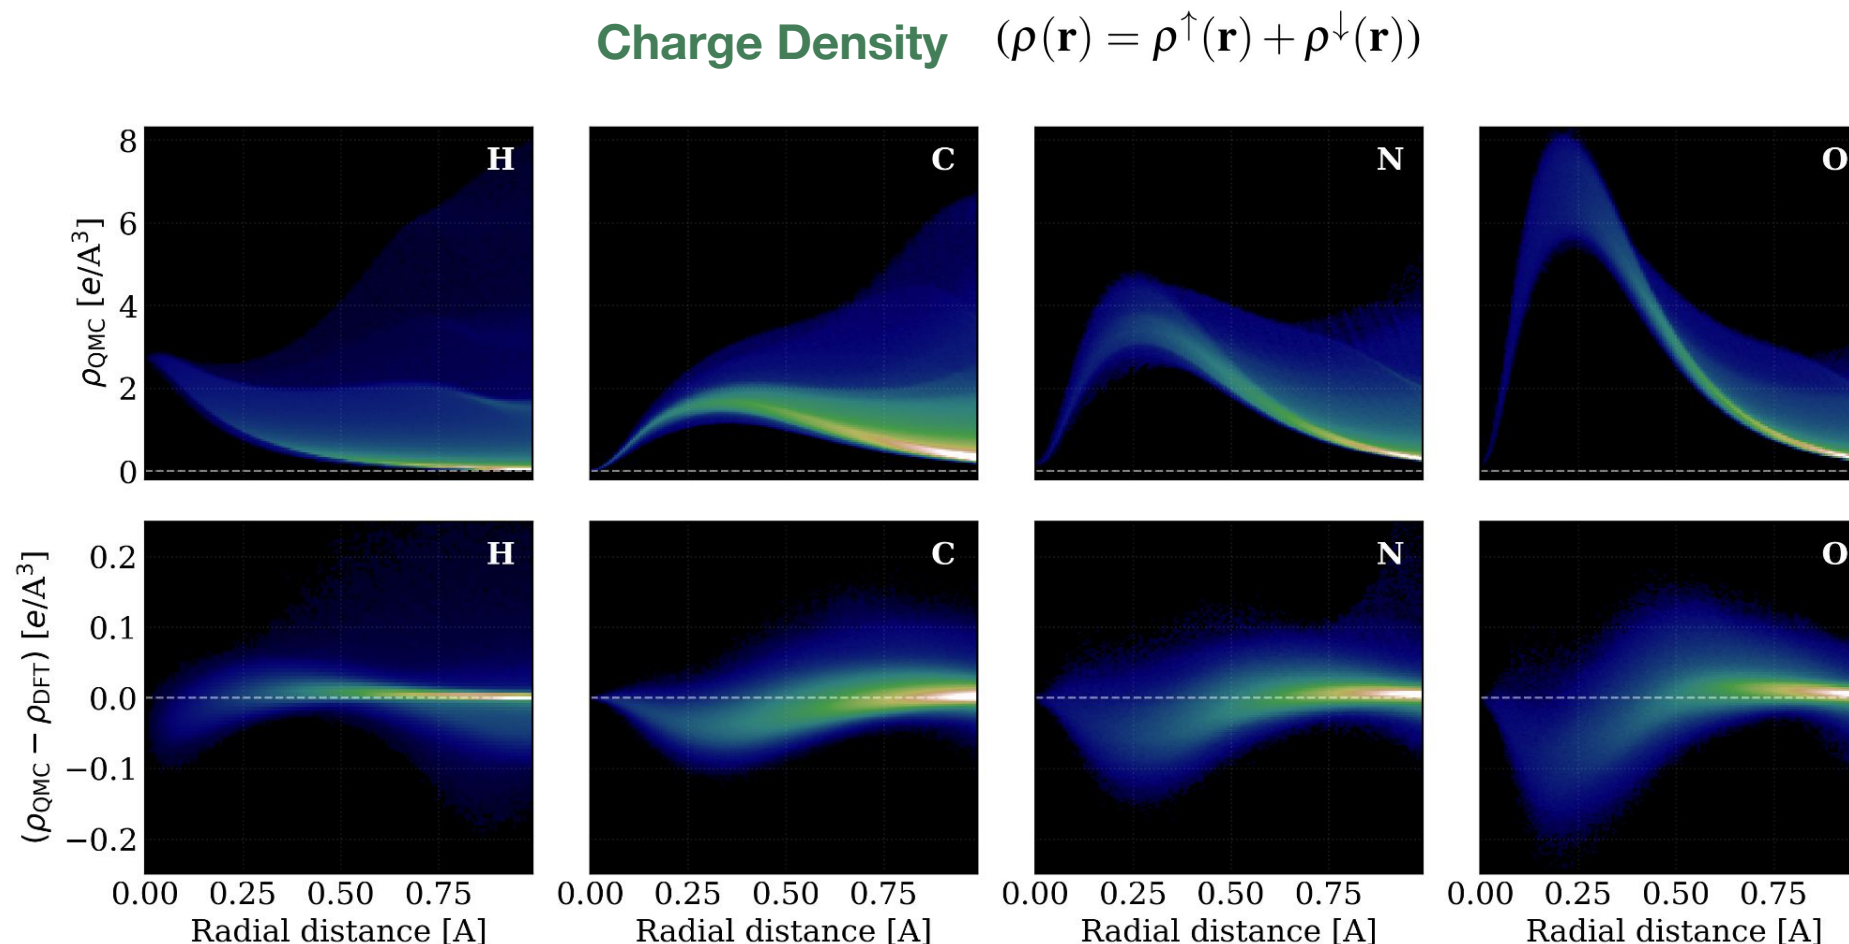 Charge Density (ρ(r) = ρ↑(r) + ρ↓(r))
H C N O
8
6
4
2
0
ρQMC [e/A³]
H C N O
0.2
0.1
0.0
−0.1
−0.2
(ρQMC − ρDFT) [e/A³]
0.00 0.25 0.50 0.75 0.00 0.25 0.50 0.75 0.00 0.25 0.50 0.75 0.00 0.25 0.50 0.75
Radial distance [A] Radial distance [A] Radial distance [A] Radial distance [A]